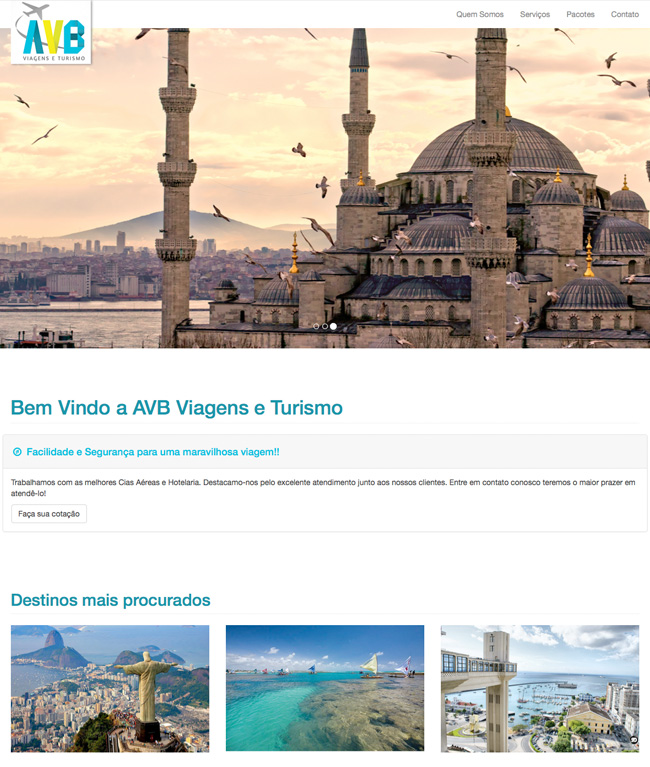 AVB
VIAGENS E TURISMO
Quem Somos
Serviços
Pacotes
Contato
Bem Vindo a AVB Viagens e Turismo
Facilidade e Segurança para uma maravilhosa viagem!!
Trabalhamos com as melhores Cias Aéreas e Hotelaria. Destacamo-nos pelo excelente atendimento junto aos nossos clientes. Entre em contato conosco teremos o maior prazer em
atendê-lo!
Faça sua cotação
Destinos mais procurados